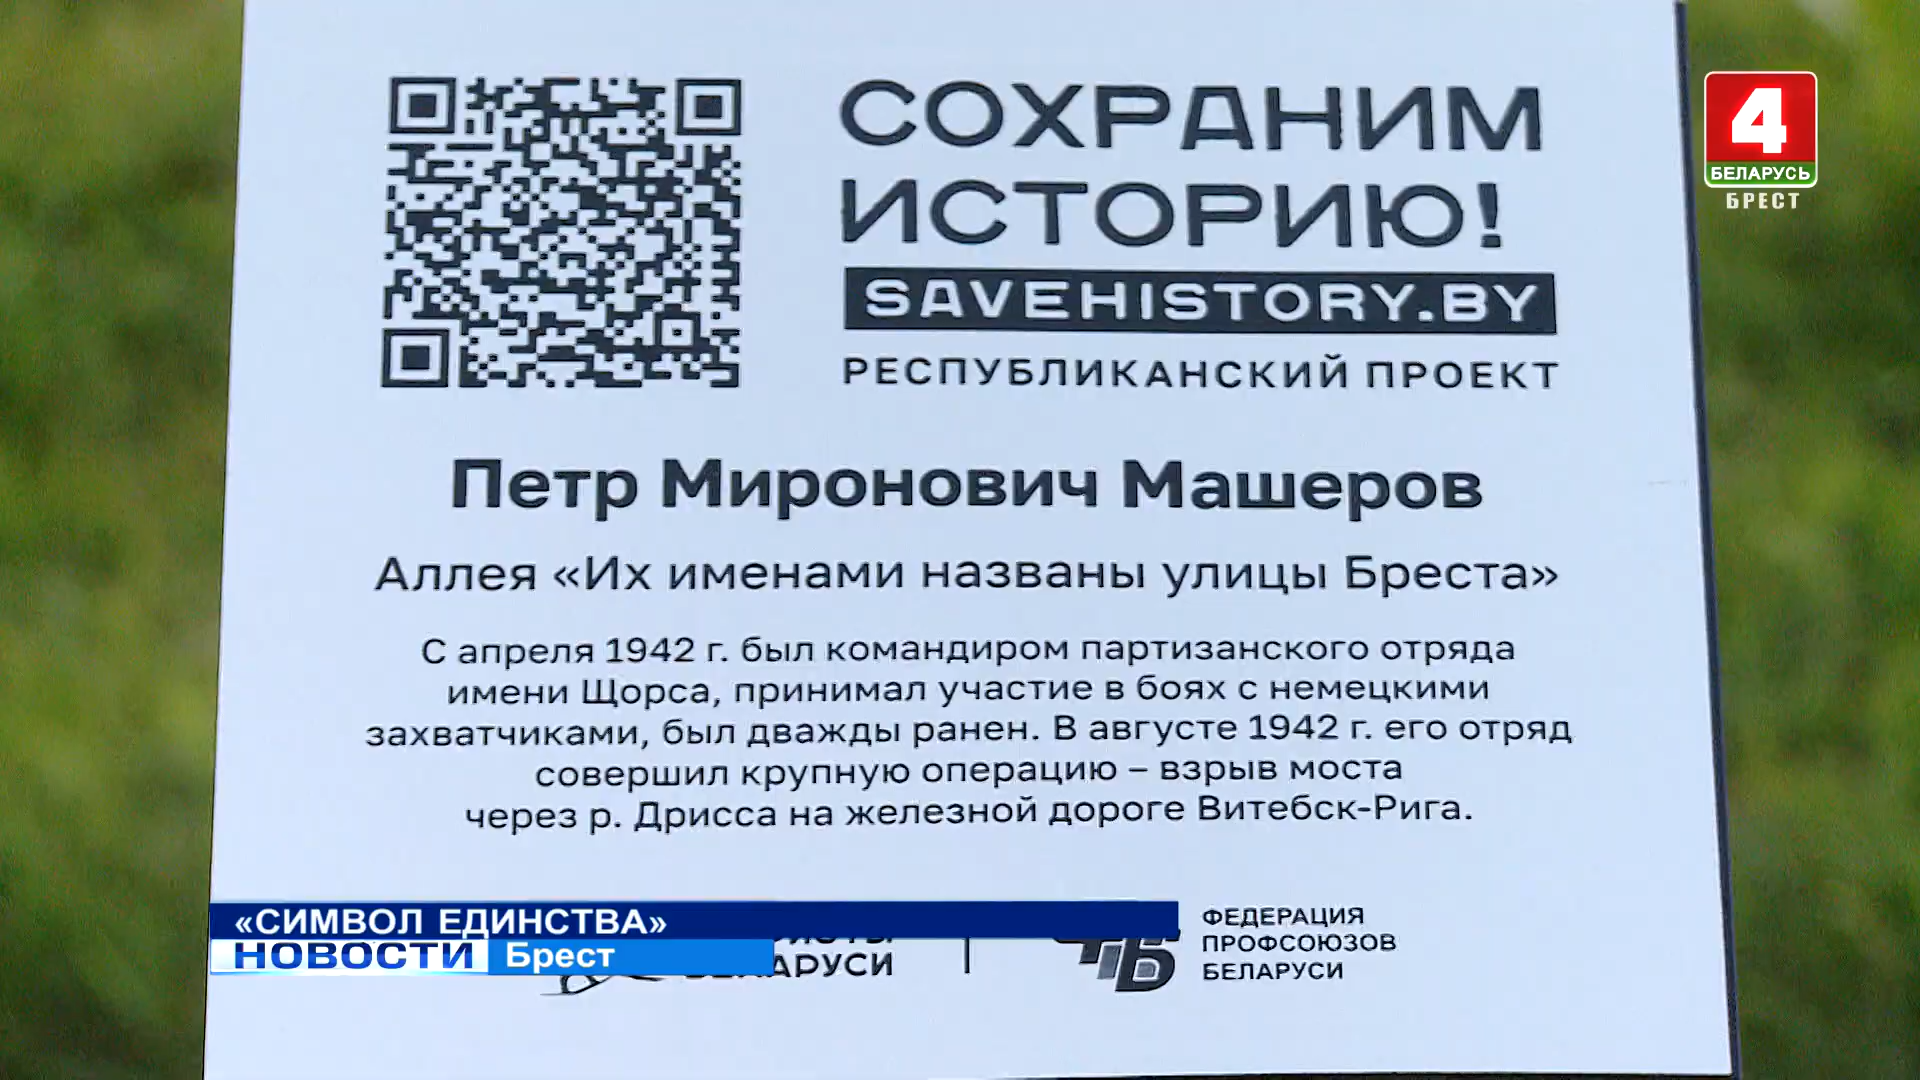 СОХРАНИМ
ИСТОРИЮ!
SAVEHISTORY.BY
РЕСПУБЛИКАНСКИЙ ПРОЕКТ
4
БЕЛАРУСЬ
БРЕСТ
Петр Миронович Машеров
Аллея «Их именами названы улицы Бреста»
С апреля 1942 г. был командиром партизанского отряда
имени Щорса, принимал участие в боях с немецкими
захватчиками, был дважды ранен. В августе 1942 г. его отряд
совершил крупную операцию – взрыв моста
через р. Дрисса на железной дороге Витебск-Рига.
«СИМВОЛ ЕДИНСТВА»
НОВОСТИ Брест
БЕЛАРУСИ
ФЕДЕРАЦИЯ
ПРОФСОЮЗОВ
БЕЛАРУСИ